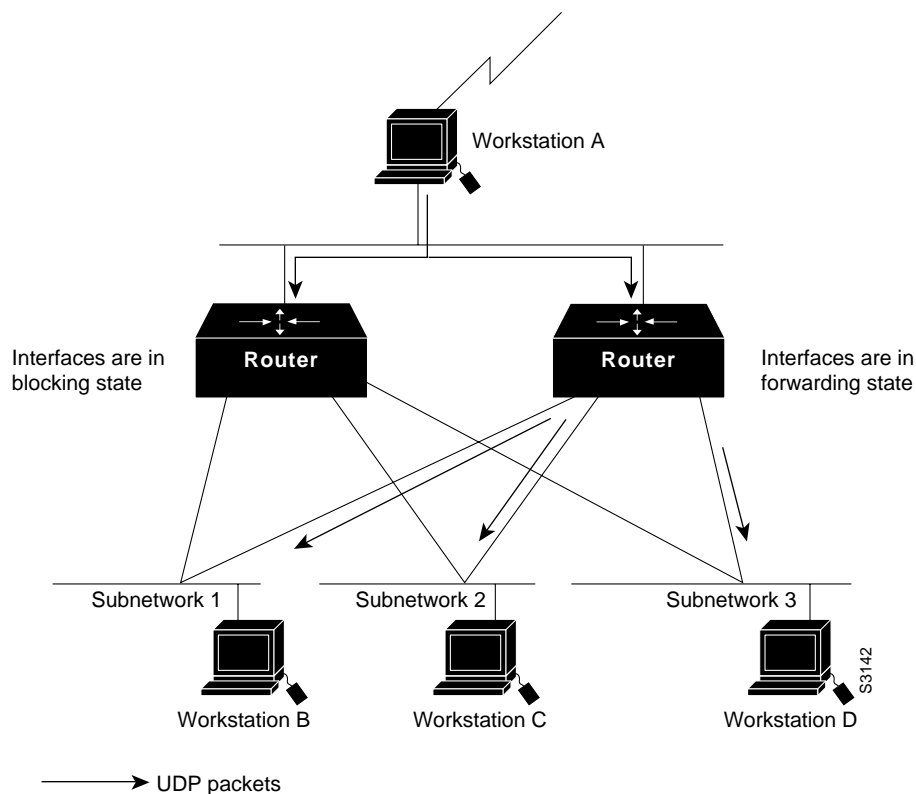 Workstation A
Interfaces are in
blocking state
Router
Router
Interfaces are in
forwarding state
Subnetwork 1
Subnetwork 2
Subnetwork 3
Workstation B
Workstation C
Workstation D
S3142
UDP packets